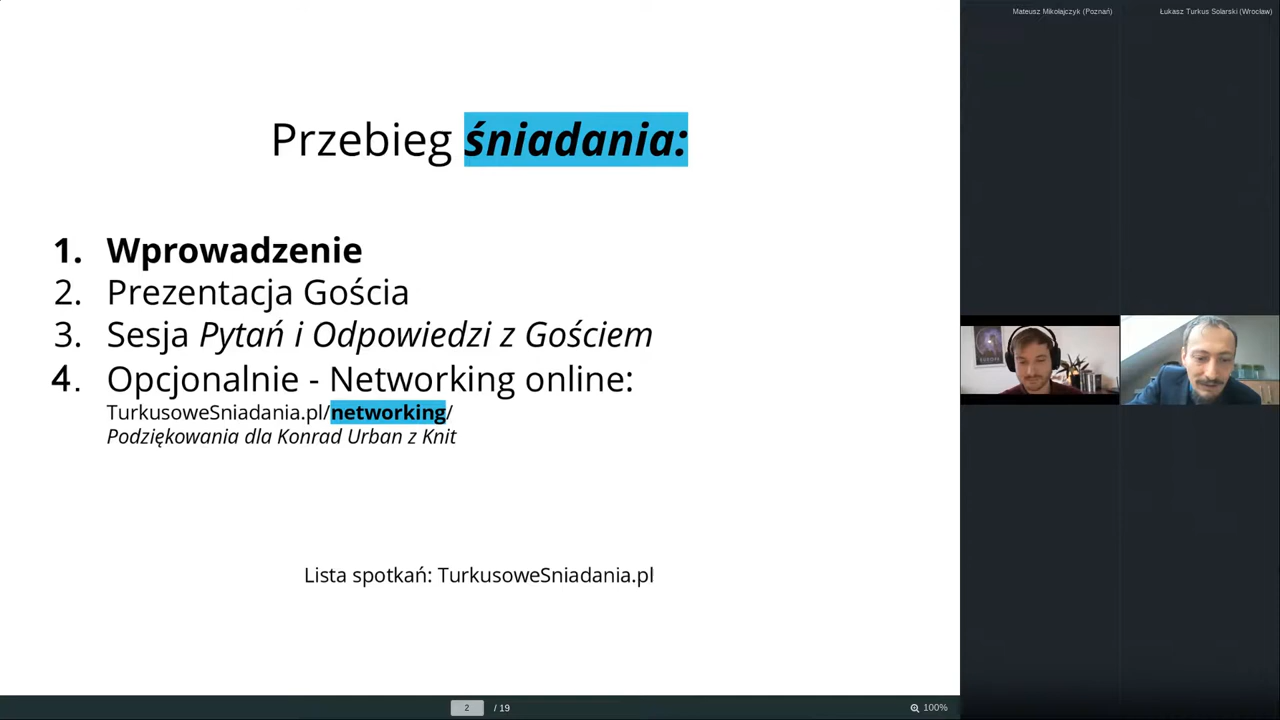 Mateusz Mikołajczyk (Poznań)
Łukasz Turkus Solarski (Wrocław)
Przebieg śniadania:
1. Wprowadzenie
2. Prezentacja Gościa
3. Sesja Pytań i Odpowiedzi z Gościem
4. Opcjonalnie - Networking online:
TurkusoweSniadania.pl/networking/
Podziękowania dla Konrad Urban z Knit
Lista spotkań: TurkusoweSniadania.pl
2 / 19
100%
EUROPA